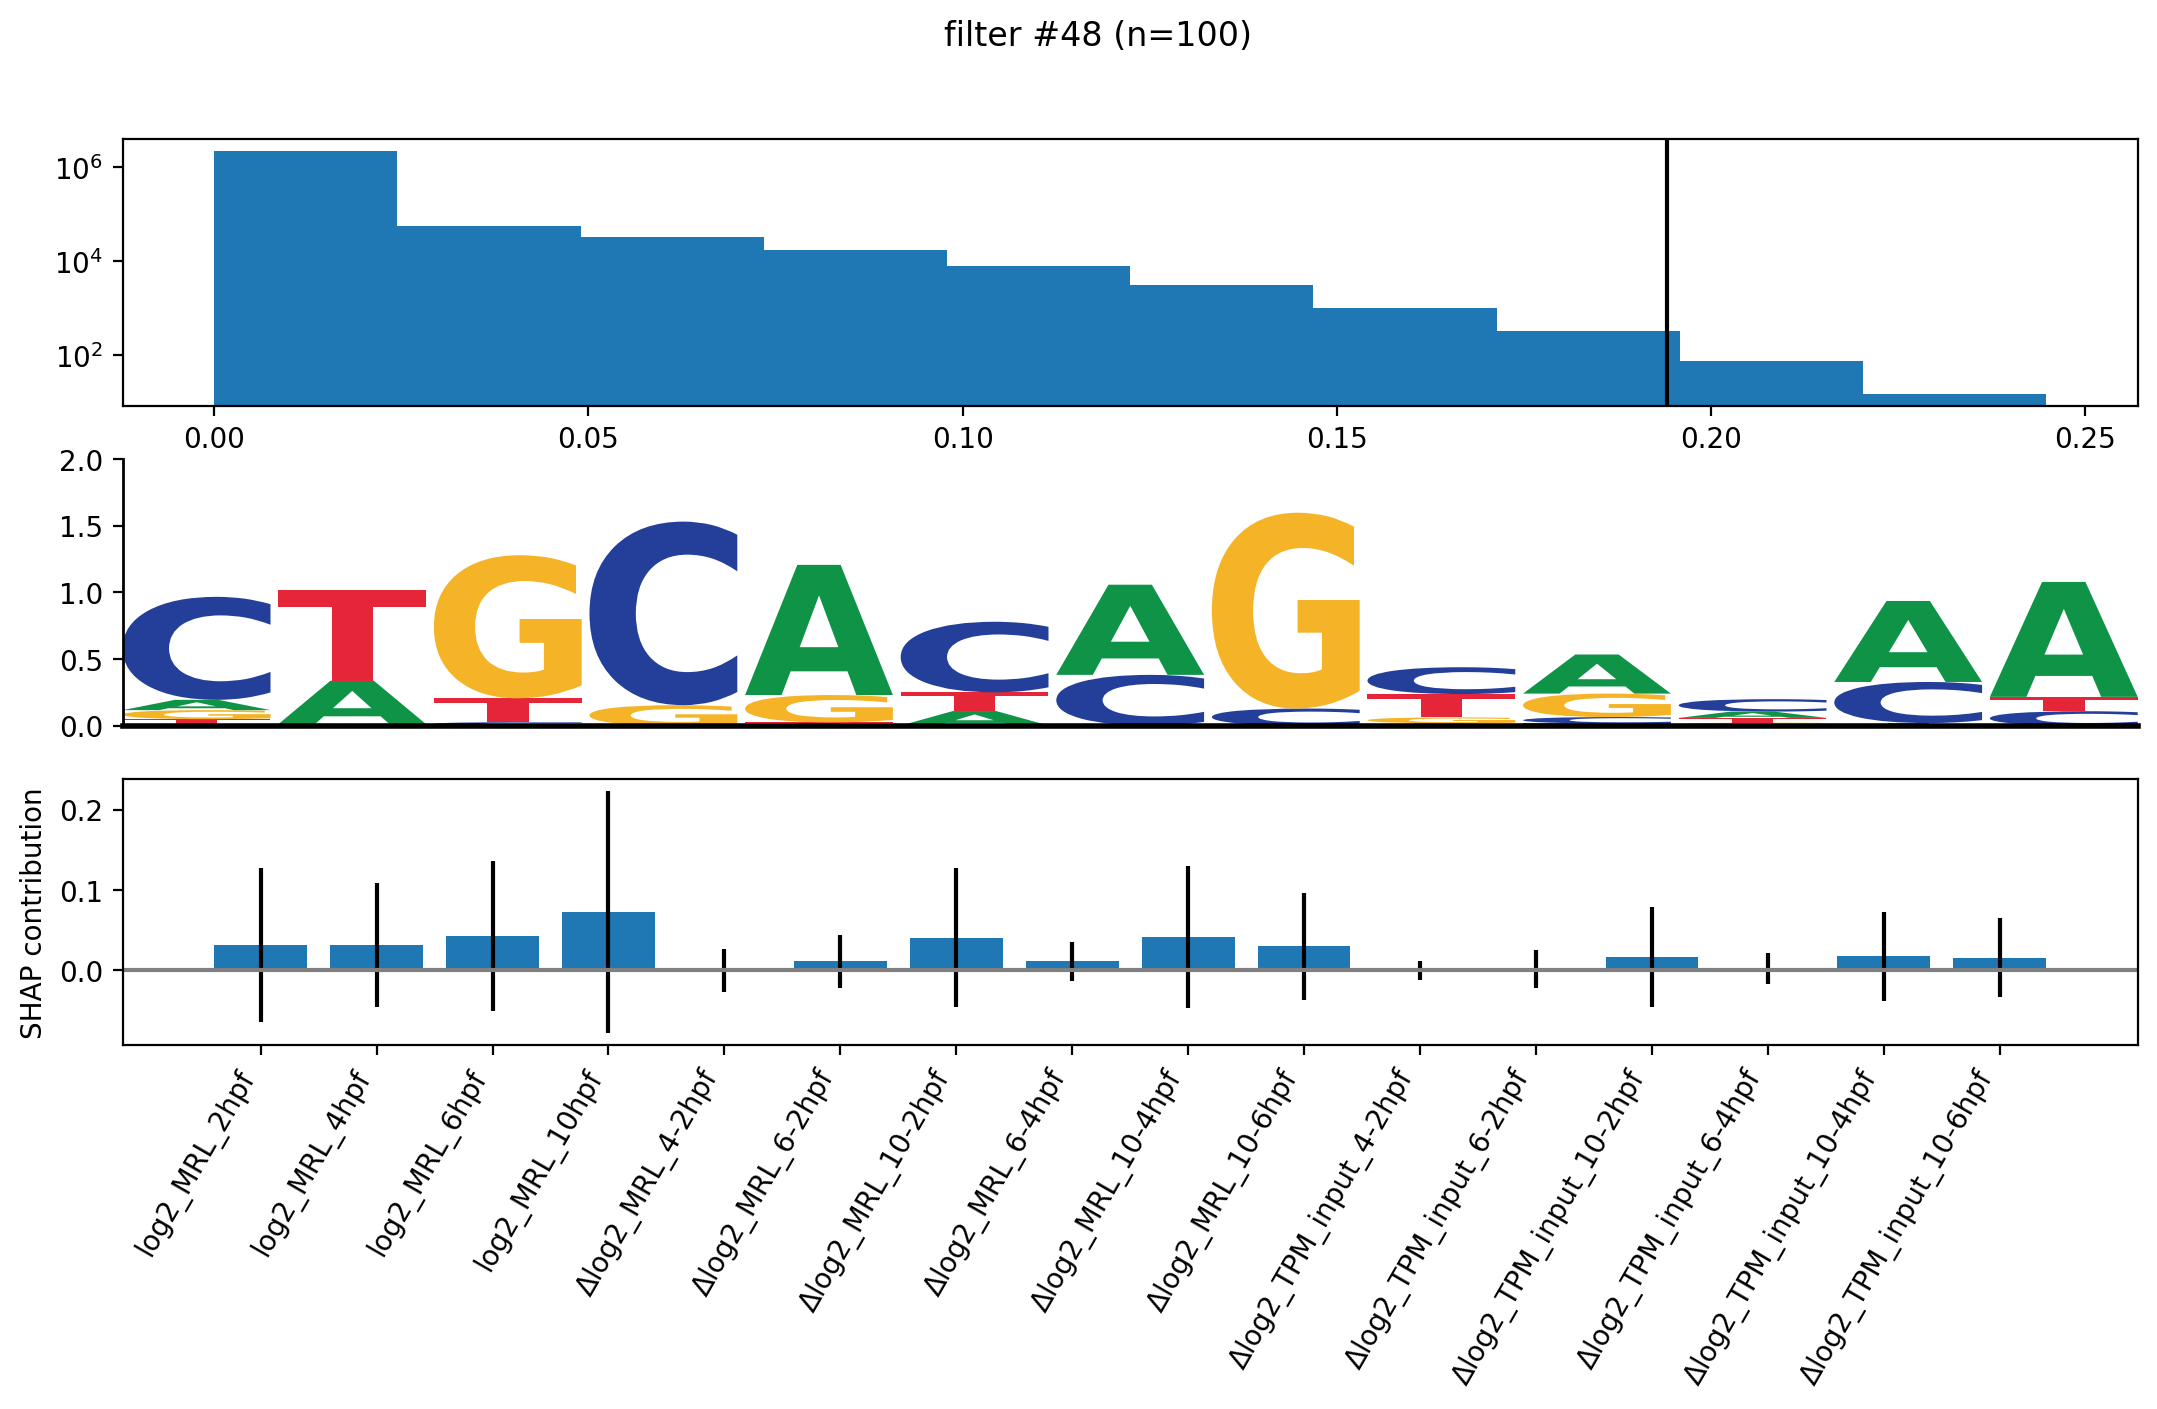 filter #48 (n=100)
10^6
10^4
10^2
0.00 0.05 0.10 0.15 0.20 0.25
2.0
1.5
1.0
0.5
0.0
C T G C A C A G C A C A A
A A T G G T C C T G A C T
G C T A G C T C
T
SHAP contribution
0.2
0.1
0.0
log2_MRL_2hpf
log2_MRL_4hpf
log2_MRL_6hpf
log2_MRL_10hpf
Δlog2_MRL_4-2hpf
Δlog2_MRL_6-2hpf
Δlog2_MRL_10-2hpf
Δlog2_MRL_6-4hpf
Δlog2_MRL_10-4hpf
Δlog2_MRL_10-6hpf
Δlog2_TPM_input_4-2hpf
Δlog2_TPM_input_6-2hpf
Δlog2_TPM_input_10-2hpf
Δlog2_TPM_input_6-4hpf
Δlog2_TPM_input_10-4hpf
Δlog2_TPM_input_10-6hpf